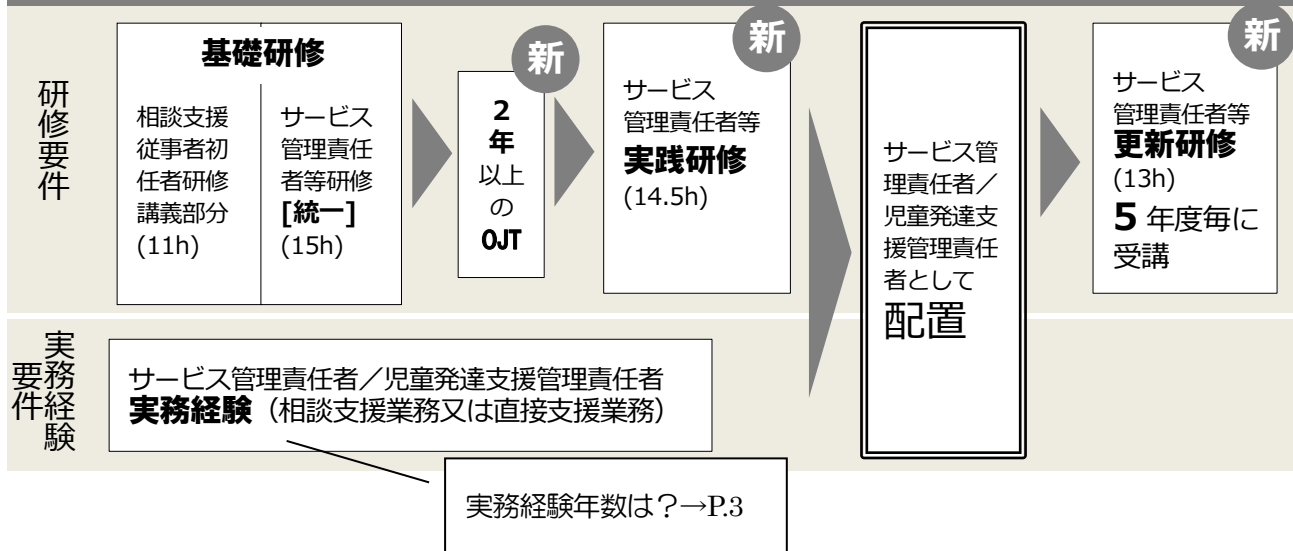 研修要件
基礎研修
相談支援
従事者初
任者研修
講義部分
(11h)
サービス
管理責任
者等研修
[統一]
(15h)
新
2
年
以上
の
OJT
新
サービス
管理責任者等
実践研修
(14.5h)
サービス管
理責任者／
児童発達支
援管理責任
者として
配置
新
サービス
管理責任者等
更新研修
(13h)
5 年度毎に
受講
実務経験
要件
サービス管理責任者／児童発達支援管理責任者
実務経験（相談支援業務又は直接支援業務）
実務経験年数は？→P.3